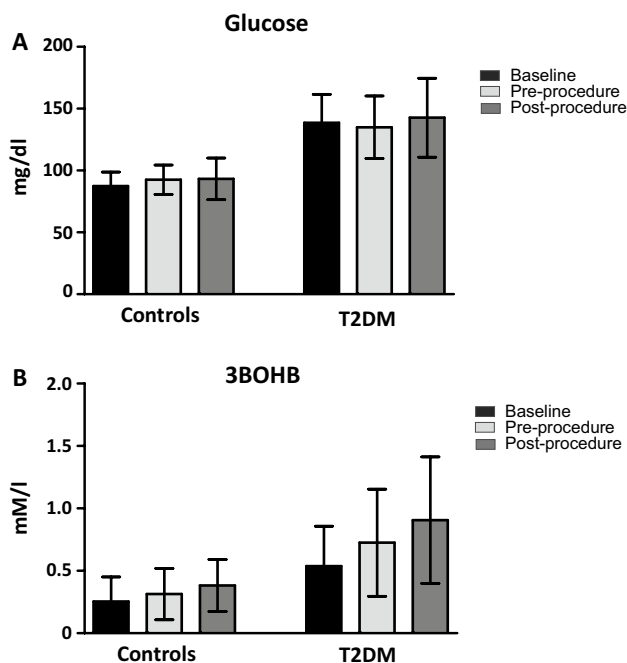 A
Glucose
mg/dl
200
150
100
50
0
Controls
T2DM
Baseline
Pre-procedure
Post-procedure
B
3BOHB
mM/l
2.0
1.5
1.0
0.5
0
Controls
T2DM
Baseline
Pre-procedure
Post-procedure